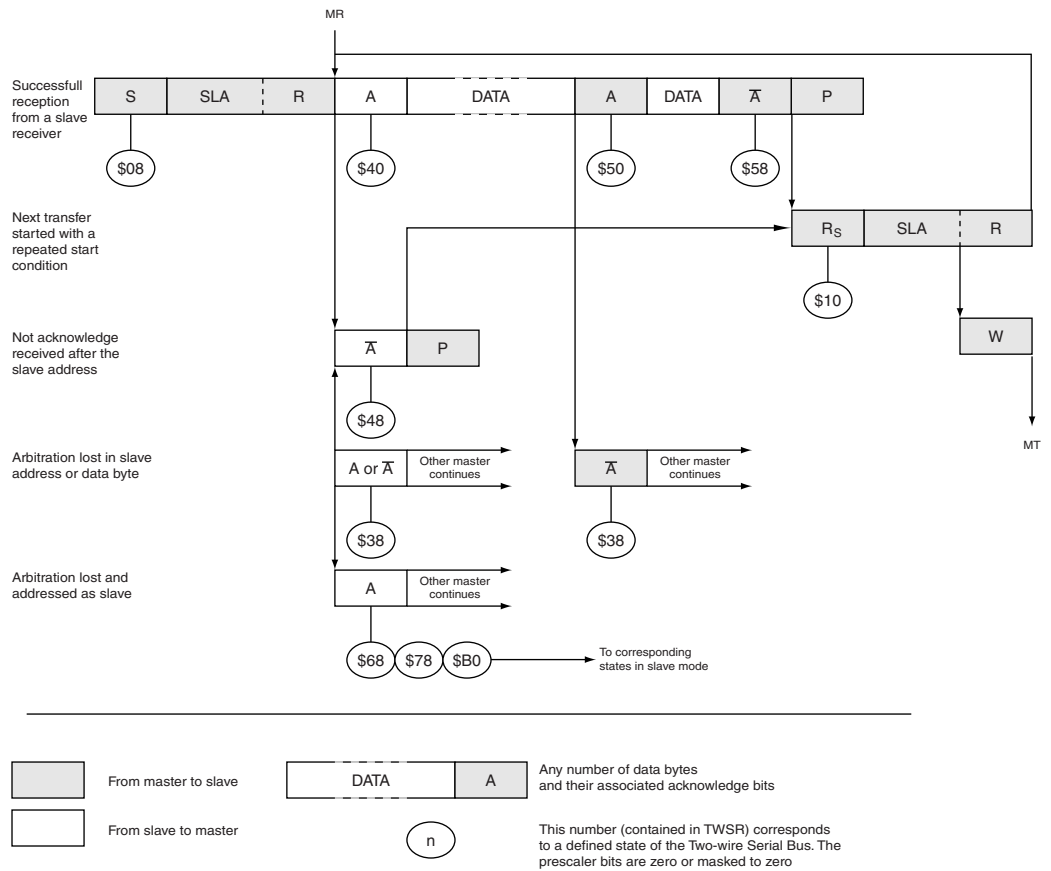 MR
Successfull
reception
from a slave
receiver
S SLA R A DATA A DATA A̅ P
$08 $40 $50 $58
Next transfer
started with a
repeated start
condition
RS SLA R
$10
Not acknowledge
received after the
slave address
A̅ P
W
$48
MT
Arbitration lost in slave
address or data byte
A or A̅
Other master
continues
A̅
Other master
continues
$38 $38
Arbitration lost and
addressed as slave
A
Other master
continues
$68 $78 $B0
To corresponding
states in slave mode
From master to slave
DATA A
Any number of data bytes
and their associated acknowledge bits
From slave to master
n
This number (contained in TWSR) corresponds
to a defined state of the Two-wire Serial Bus. The
prescaler bits are zero or masked to zero